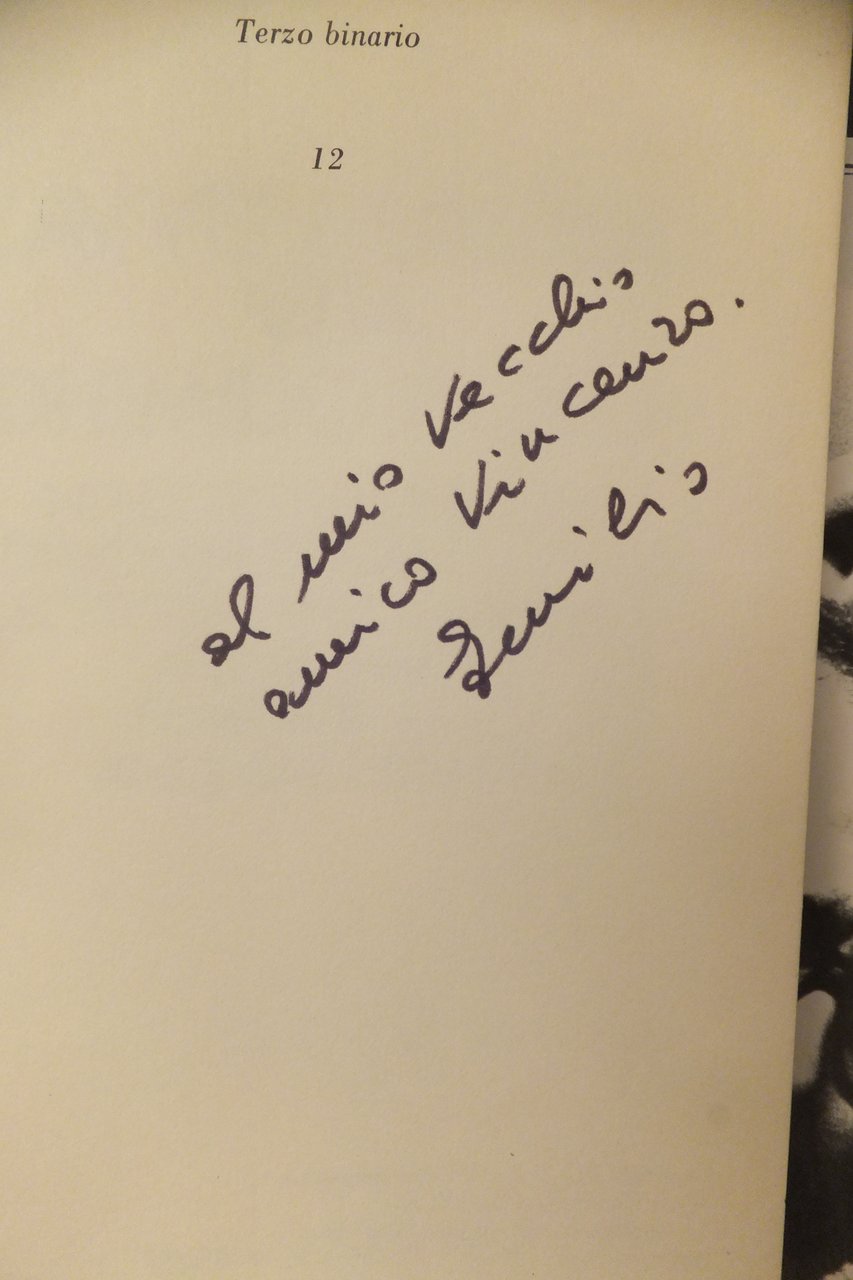 Terzo binario
12
al mio vecchio
amico Vincenzo.
Emilio